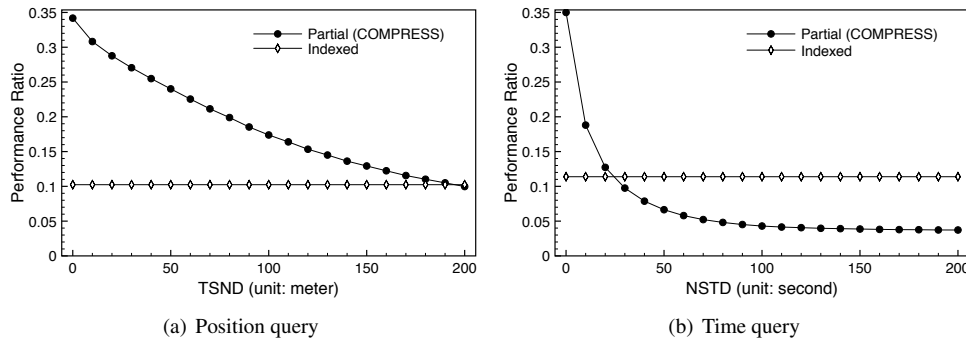 0.35
0.3
0.25
0.2
0.15
0.1
0.05
0
Performance Ratio
Partial (COMPRESS)
Indexed
0 50 100 150 200
TSND (unit: meter)
(a) Position query
0.35
0.3
0.25
0.2
0.15
0.1
0.05
0
Performance Ratio
Partial (COMPRESS)
Indexed
0 50 100 150 200
NSTD (unit: second)
(b) Time query